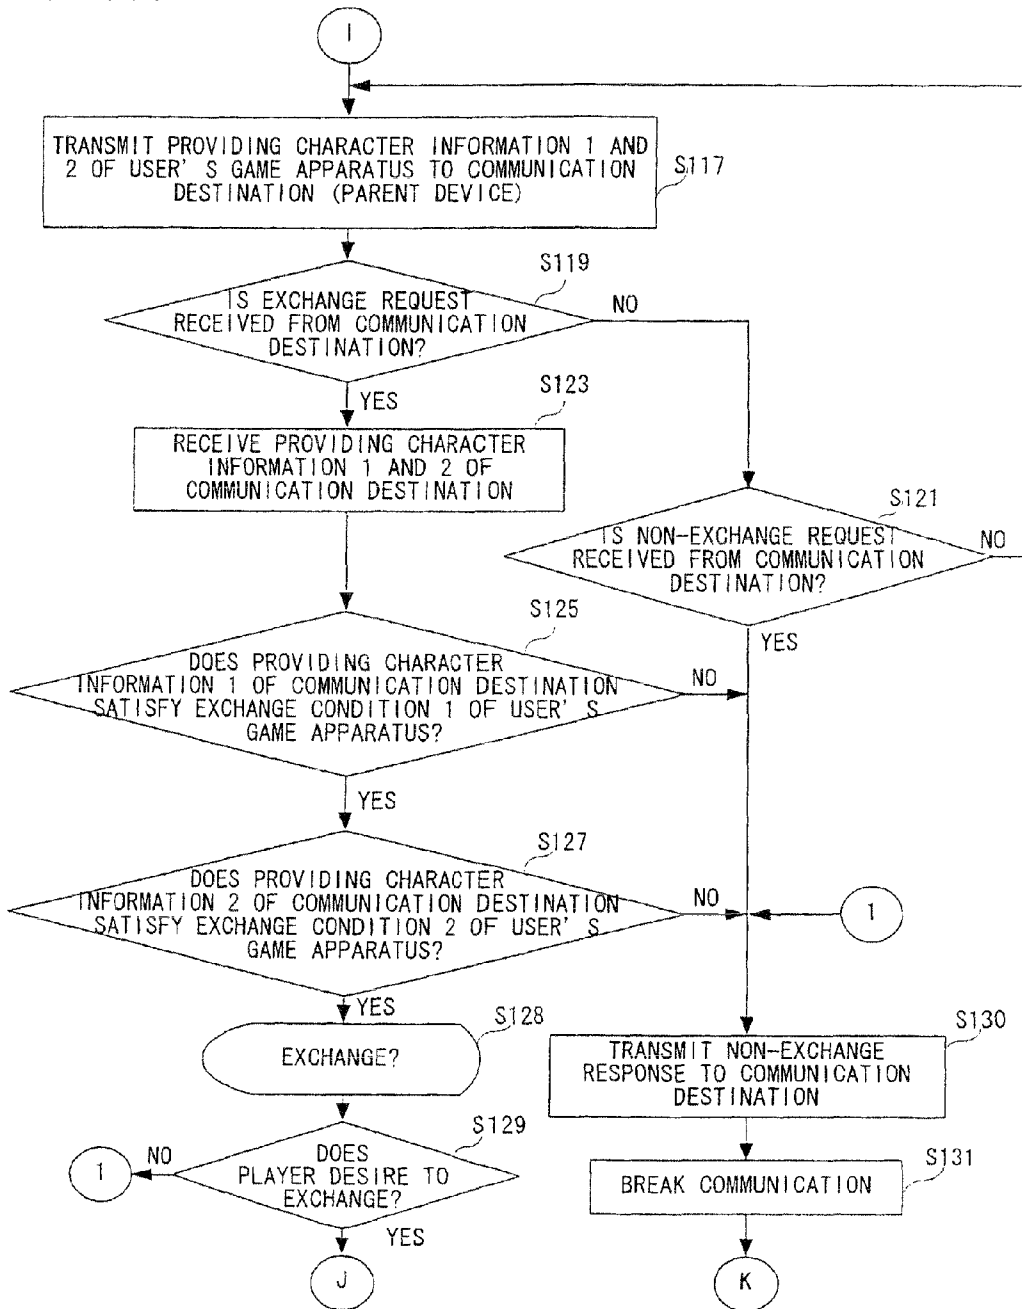 I
TRANSMIT PROVIDING CHARACTER INFORMATION 1 AND
2 OF USER'S GAME APPARATUS TO COMMUNICATION
DESTINATION (PARENT DEVICE)
S117
S119
IS EXCHANGE REQUEST
RECEIVED FROM COMMUNICATION
DESTINATION?
NO
YES
S123
RECEIVE PROVIDING CHARACTER
INFORMATION 1 AND 2 OF
COMMUNICATION DESTINATION
S121
IS NON-EXCHANGE REQUEST
RECEIVED FROM COMMUNICATION
DESTINATION?
NO
YES
S125
DOES PROVIDING CHARACTER
INFORMATION 1 OF COMMUNICATION DESTINATION
SATISFY EXCHANGE CONDITION 1 OF USER'S
GAME APPARATUS?
NO
YES
S127
DOES PROVIDING CHARACTER
INFORMATION 2 OF COMMUNICATION DESTINATION
SATISFY EXCHANGE CONDITION 2 OF USER'S
GAME APPARATUS?
NO
1
YES
S128
EXCHANGE?
S130
TRANSMIT NON-EXCHANGE
RESPONSE TO COMMUNICATION
DESTINATION
S129
DOES
PLAYER DESIRE TO
EXCHANGE?
NO
1
YES
S131
BREAK COMMUNICATION
J
K